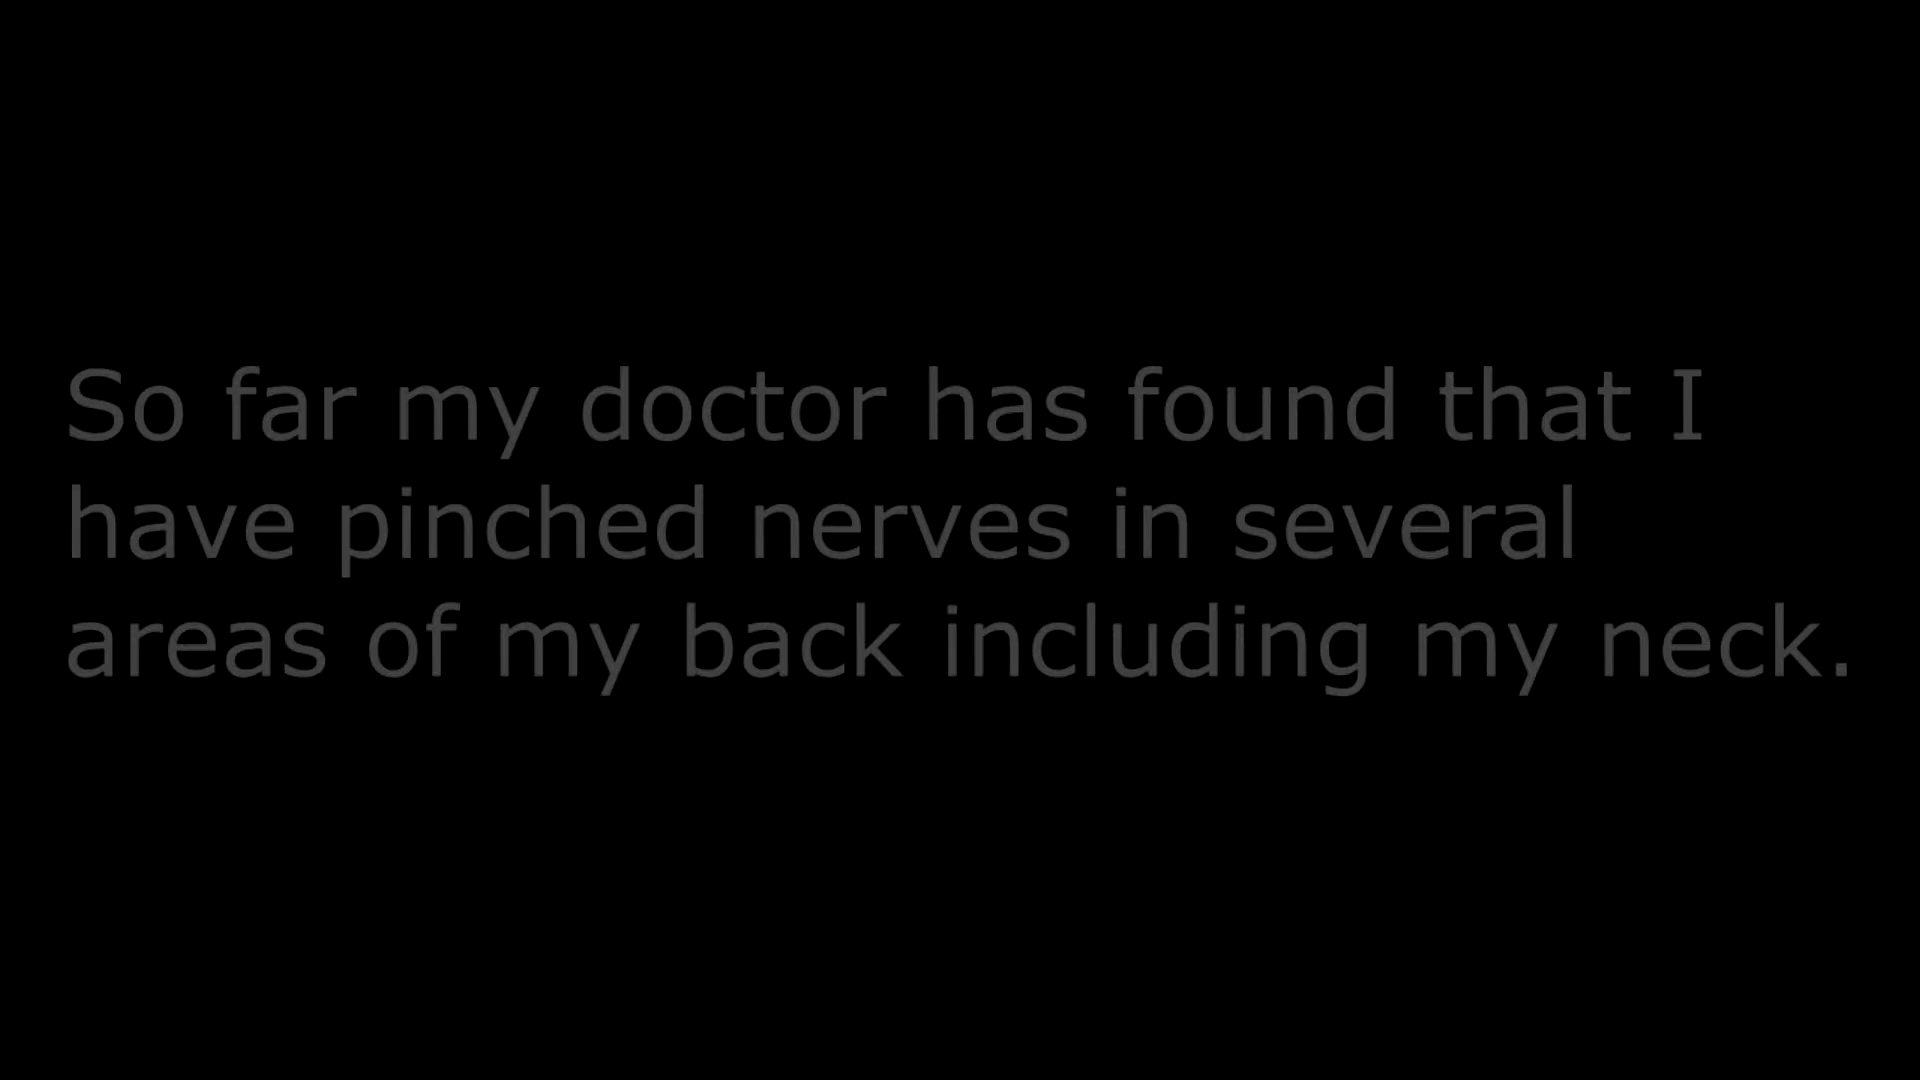 So far my doctor has found that I
have pinched nerves in several
areas of my back including my neck.